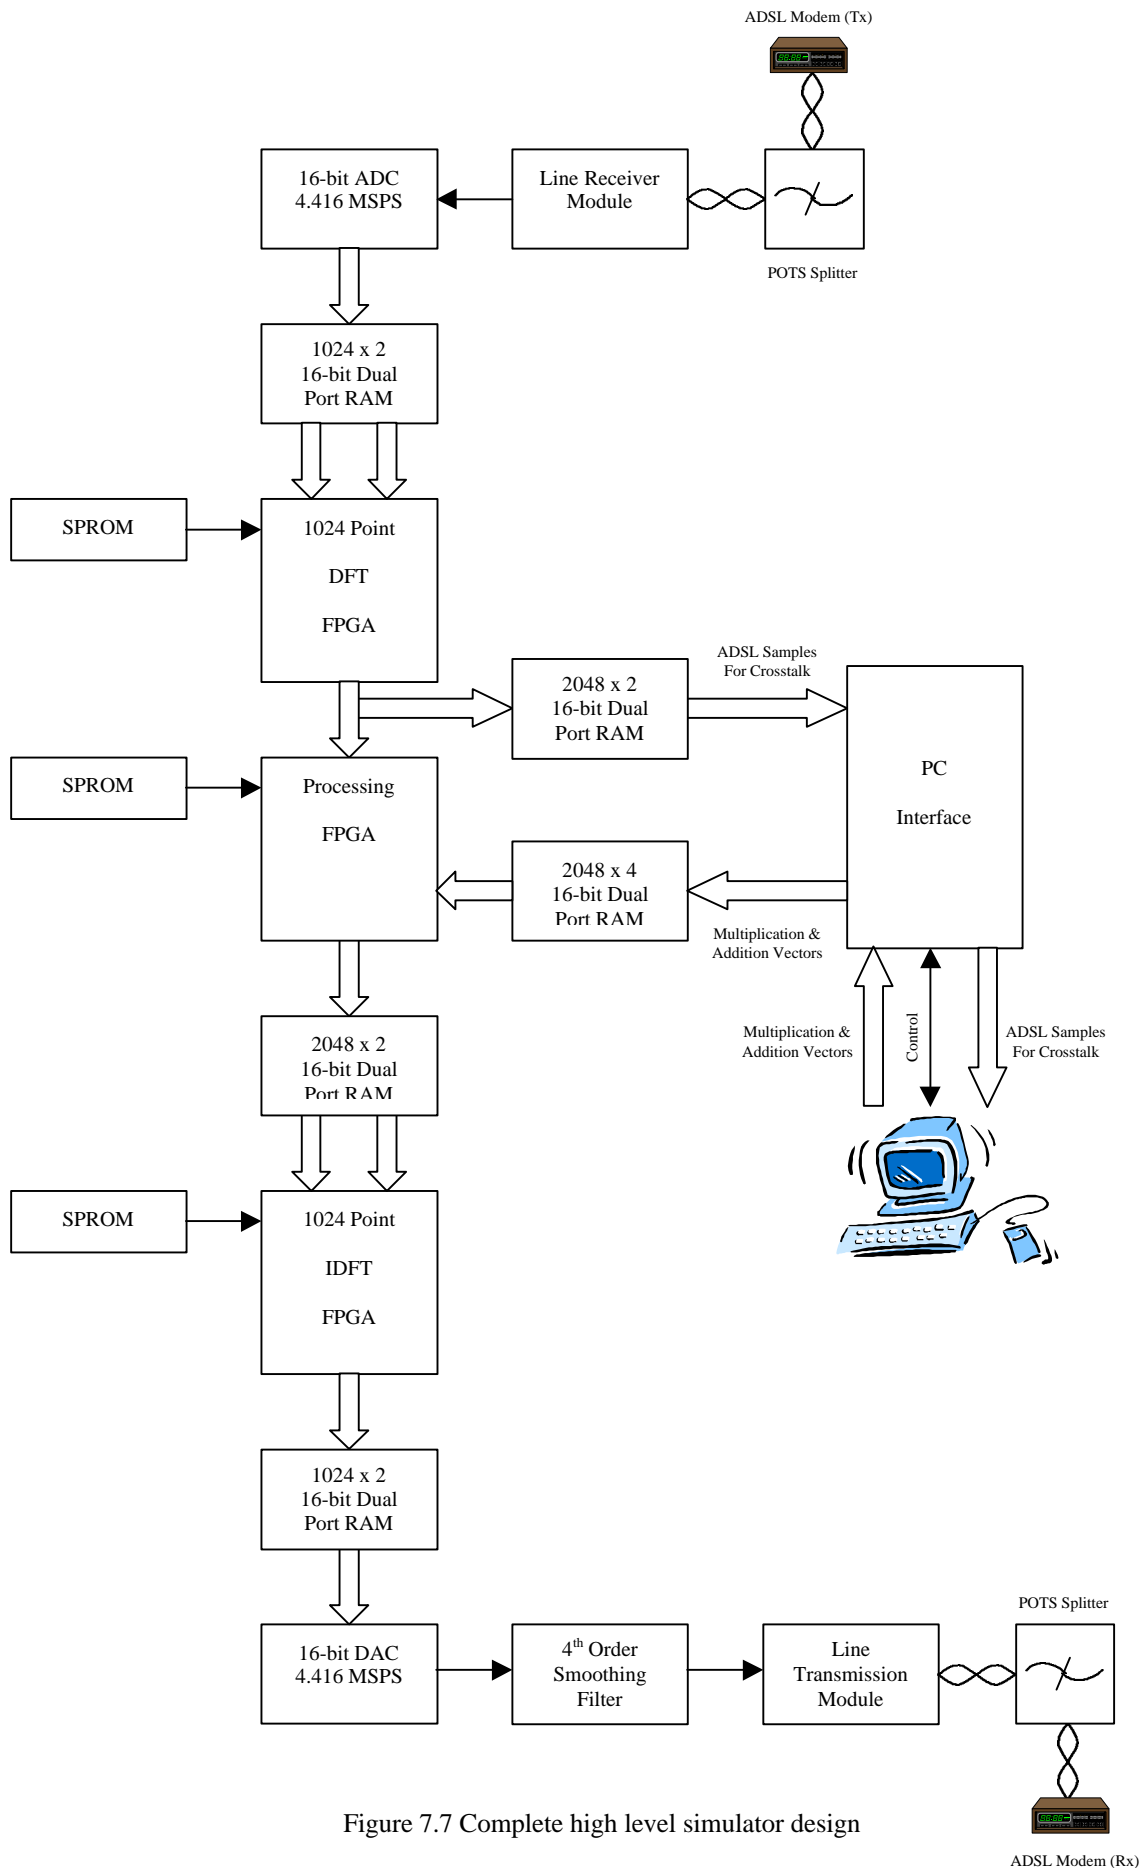 ADSL Modem (Tx)
16-bit ADC
4.416 MSPS
Line Receiver
Module
POTS Splitter
1024 x 2
16-bit Dual
Port RAM
SPROM
1024 Point
DFT
FPGA
ADSL Samples
For Crosstalk
2048 x 2
16-bit Dual
Port RAM
SPROM
Processing
FPGA
PC
Interface
2048 x 4
16-bit Dual
Port RAM
Multiplication &
Addition Vectors
2048 x 2
16-bit Dual
Port RAM
Multiplication &
Addition Vectors
Control
ADSL Samples
For Crosstalk
SPROM
1024 Point
IDFT
FPGA
1024 x 2
16-bit Dual
Port RAM
POTS Splitter
16-bit DAC
4.416 MSPS
4th Order
Smoothing
Filter
Line
Transmission
Module
Figure 7.7 Complete high level simulator design
ADSL Modem (Rx)